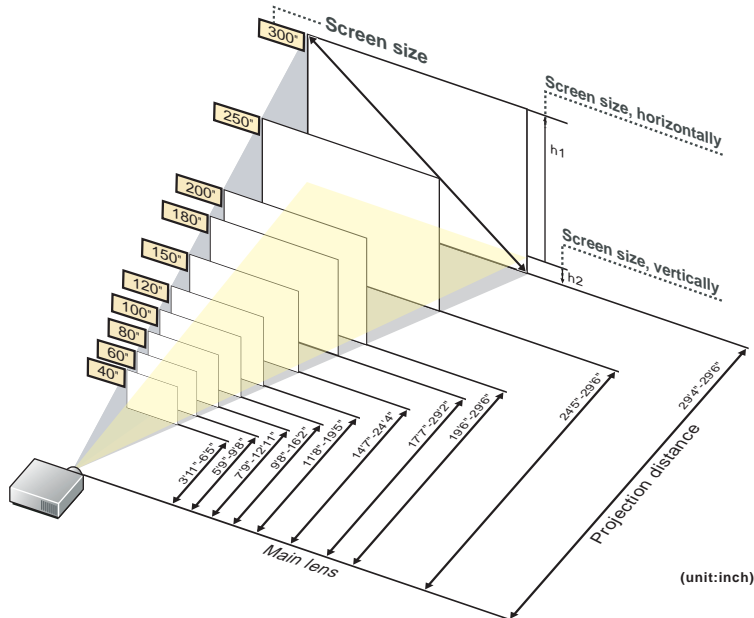 300"
Screen size
250"
200"
180"
150"
120"
100"
80"
60"
40"
Screen size, horizontally
h1
Screen size, vertically
h2
3'11"-6'5"
5'9"-9'8"
7'9"-12'11"
9'8"-16'2"
11'8"-19'5"
14'7"-24'4"
17'7"-29'2"
19'6"-29'6"
24'5"-29'6"
29'4"-29'6"
Projection distance
Main lens
(unit:inch)